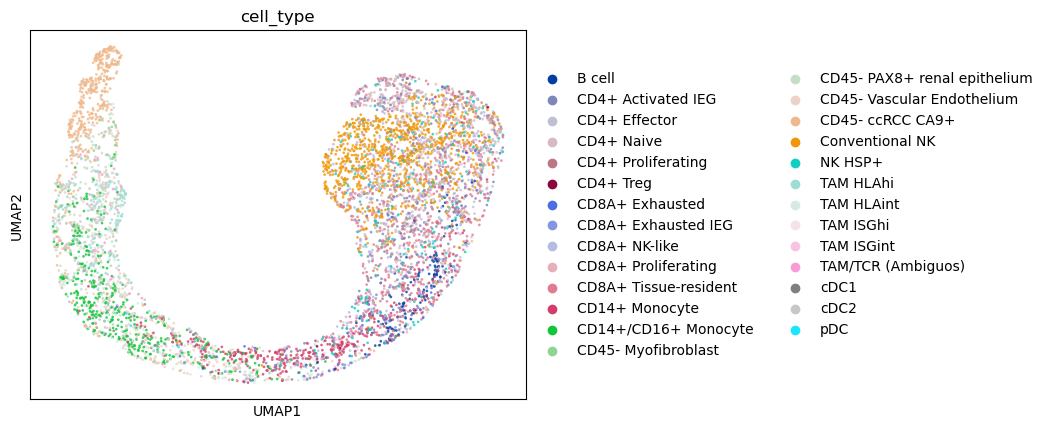 cell_type
UMAP2
UMAP1
B cell
CD4+ Activated IEG
CD4+ Effector
CD4+ Naive
CD4+ Proliferating
CD4+ Treg
CD8A+ Exhausted
CD8A+ Exhausted IEG
CD8A+ NK-like
CD8A+ Proliferating
CD8A+ Tissue-resident
CD14+ Monocyte
CD14+/CD16+ Monocyte
CD45- Myofibroblast
CD45- PAX8+ renal epithelium
CD45- Vascular Endothelium
CD45- ccRCC CA9+
Conventional NK
NK HSP+
TAM HLAhi
TAM HLAint
TAM ISGhi
TAM ISGint
TAM/TCR (Ambiguos)
cDC1
cDC2
pDC